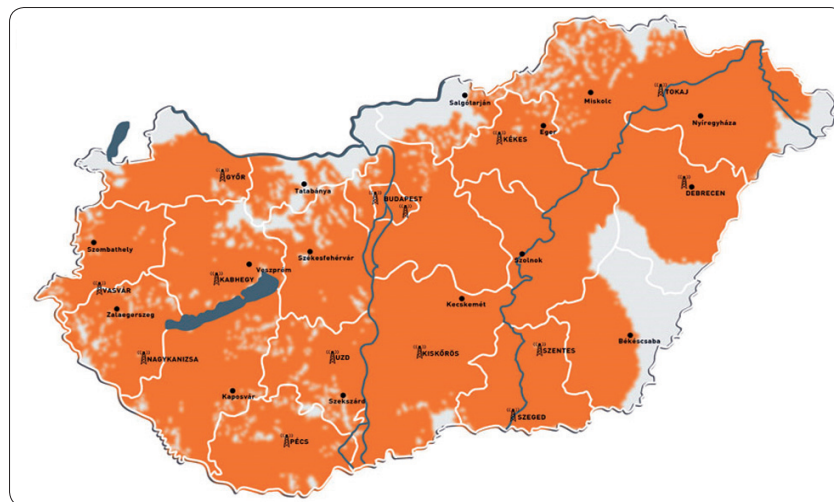 Salgótarján
Miskolc
TOKAJ
Nyíregyháza
KÉKES
Eger
GYŐR
Tatabánya
BUDAPEST
DEBRECEN
Szombathely
Veszprém
Székesfehérvár
Szolnok
KABHEGY
VASVÁR
Zalaegerszeg
Kecskemét
Békéscsaba
NAGYKANIZSA
UZD
KISKŐRÖS
SZENTES
Kaposvár
Szekszárd
SZEGED
PÉCS